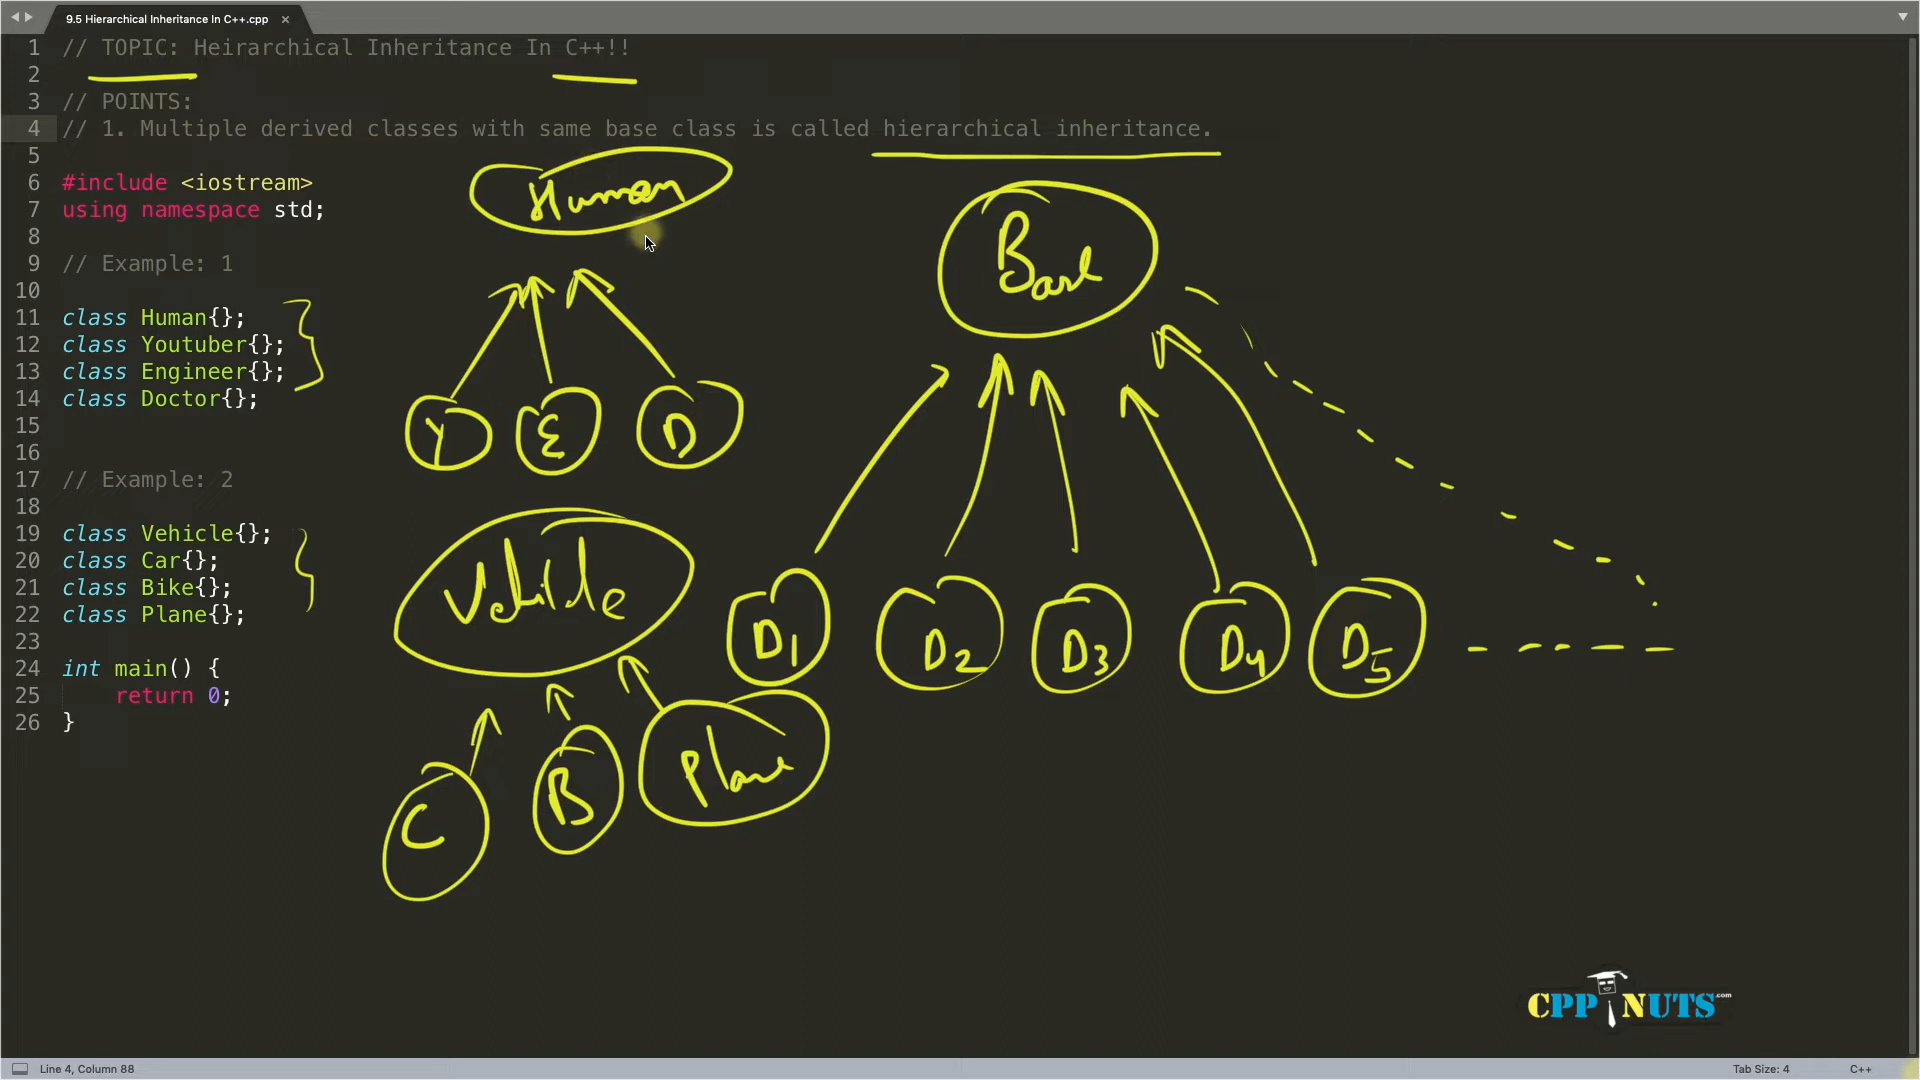 9.5 Hierarchical Inheritance In C++.cpp ×
1 // TOPIC: Heirarchical Inheritance In C++!!
2
3 // POINTS:
4 // 1. Multiple derived classes with same base class is called hierarchical inheritance.
5
6 #include <iostream>
7 using namespace std;
8
9 // Example: 1
10
11 class Human{};
12 class Youtuber{};
13 class Engineer{};
14 class Doctor{};
15
16
17 // Example: 2
18
19 class Vehicle{};
20 class Car{};
21 class Bike{};
22 class Plane{};
23
24 int main() {
25 return 0;
26 }
Human
Base
Y E D
Vehicle
D1 D2 D3 D4 D5
C B Plane
CPP NUTS .com
Line 4, Column 88
Tab Size: 4
C++